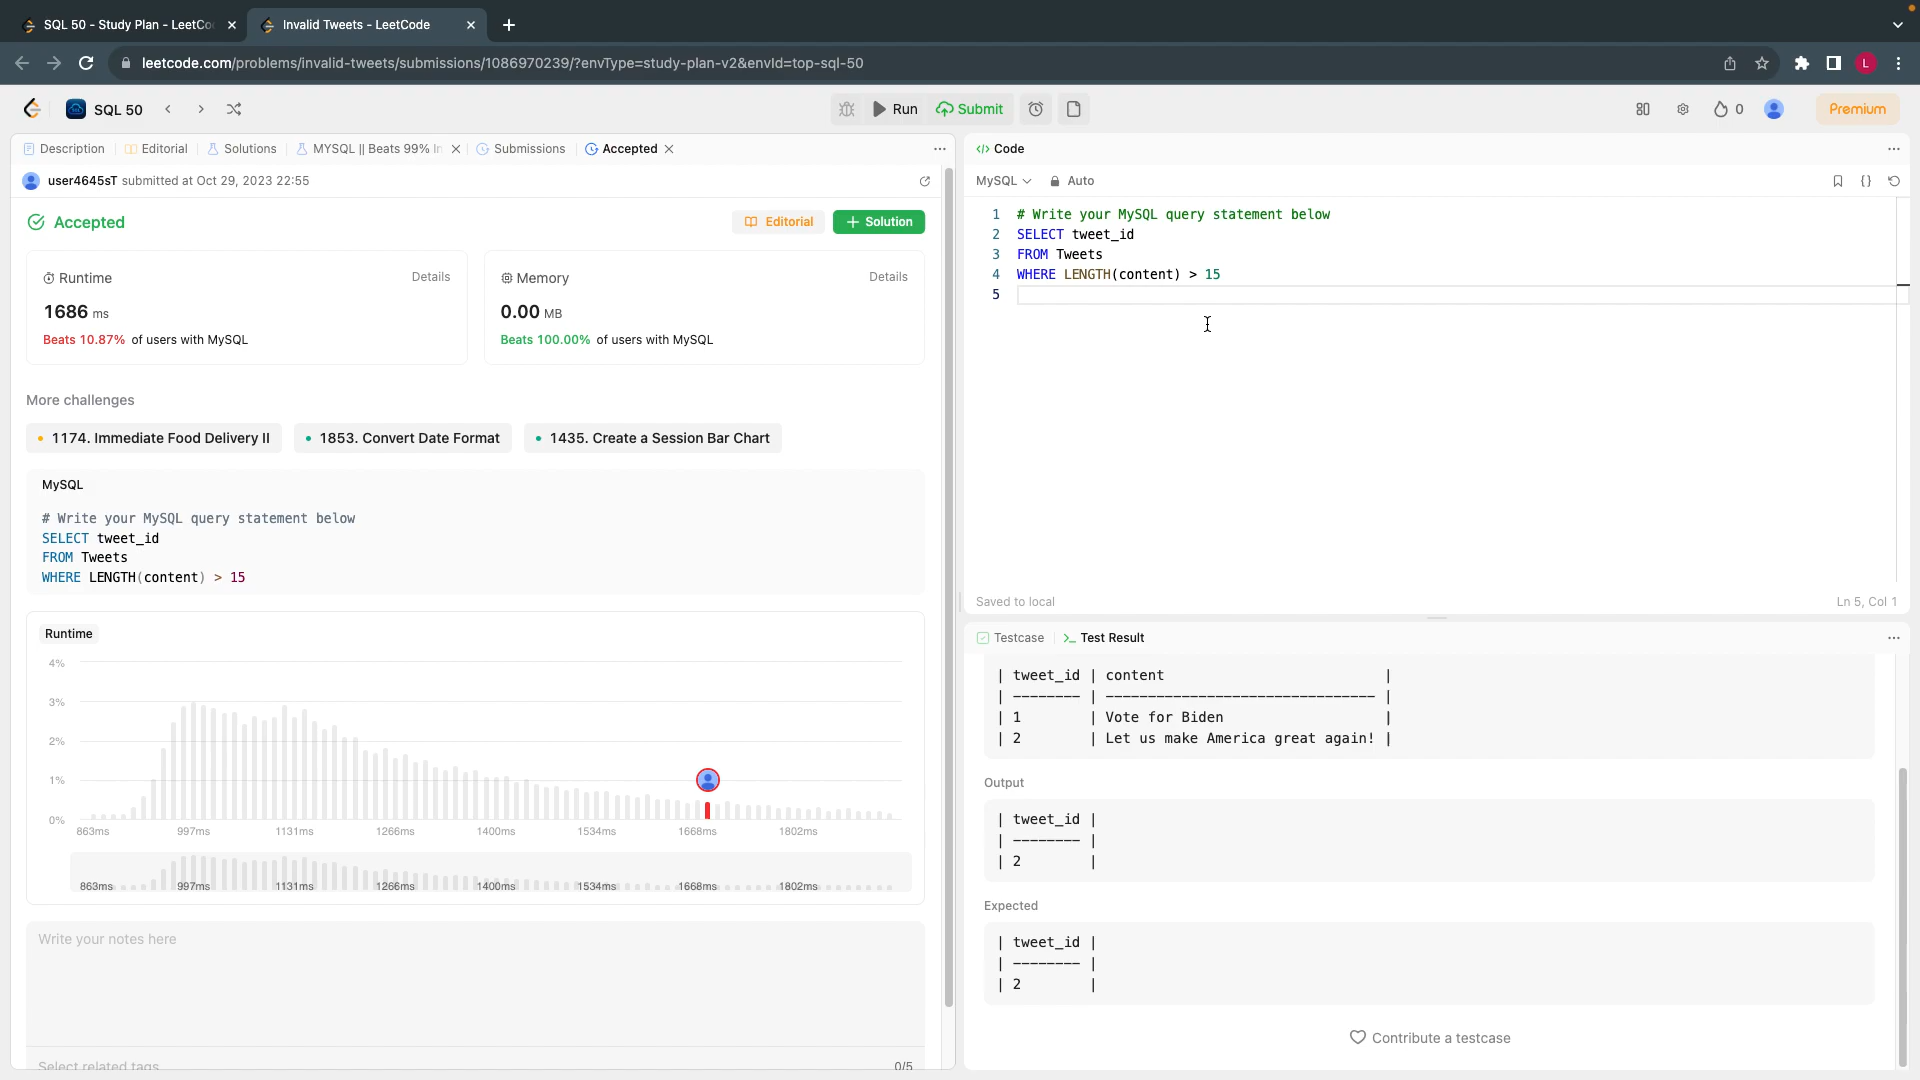 SQL 50 - Study Plan - LeetCo
Invalid Tweets - LeetCode
leetcode.com/problems/invalid-tweets/submissions/1086970239/?envType=study-plan-v2&envId=top-sql-50
L
SQL 50
Run
Submit
0
Premium
Description
Editorial
Solutions
MYSQL || Beats 99% In
Submissions
Accepted
user4645sT submitted at Oct 29, 2023 22:55
Accepted
Editorial
Solution
Runtime
Details
1686 ms
Beats 10.87% of users with MySQL
Memory
Details
0.00 MB
Beats 100.00% of users with MySQL
More challenges
1174. Immediate Food Delivery II
1853. Convert Date Format
1435. Create a Session Bar Chart
MySQL
# Write your MySQL query statement below
SELECT tweet_id
FROM Tweets
WHERE LENGTH(content) > 15
Runtime
4%
3%
2%
1%
0%
863ms 997ms 1131ms 1266ms 1400ms 1534ms 1668ms 1802ms
863ms 997ms 1131ms 1266ms 1400ms 1534ms 1668ms 1802ms
Write your notes here
Select related tags
0/5
Code
MySQL
Auto
1 # Write your MySQL query statement below
2 SELECT tweet_id
3 FROM Tweets
4 WHERE LENGTH(content) > 15
5
Saved to local
Ln 5, Col 1
Testcase
Test Result
| tweet_id | content |
| -------- | -------------------------------- |
| 1 | Vote for Biden |
| 2 | Let us make America great again! |
Output
| tweet_id |
| -------- |
| 2 |
Expected
| tweet_id |
| -------- |
| 2 |
Contribute a testcase